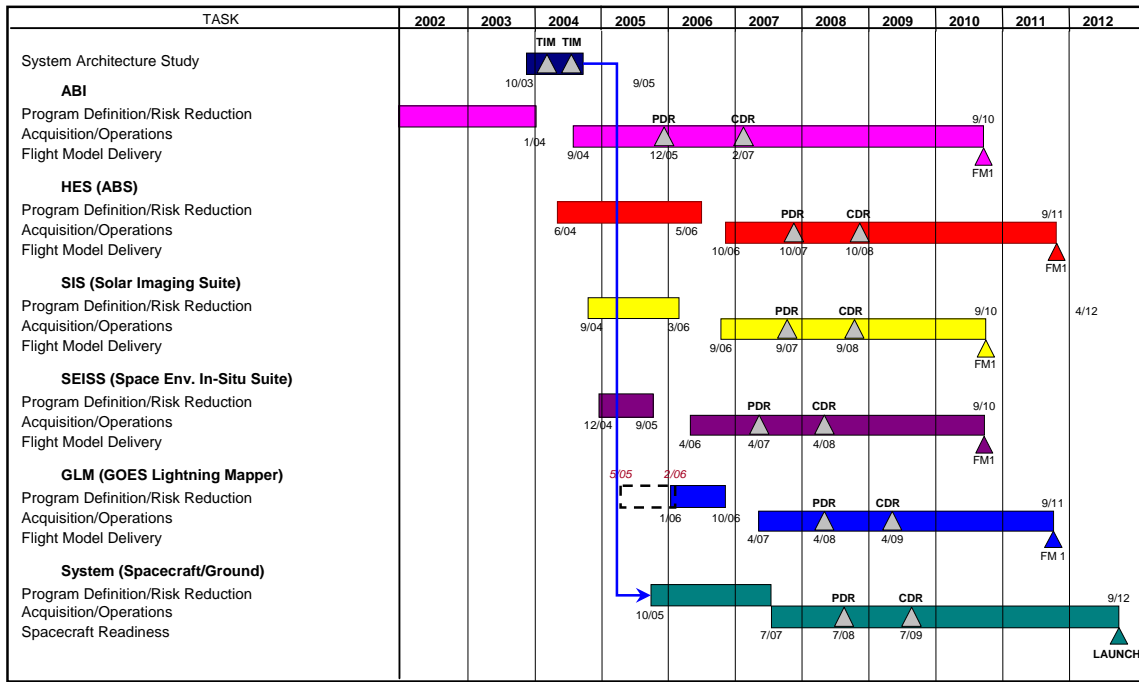 TASK 2002 2003 2004 2005 2006 2007 2008 2009 2010 2011 2012
TIM TIM
System Architecture Study
10/03 9/05
ABI
Program Definition/Risk Reduction
PDR CDR 9/10
Acquisition/Operations
1/04
Flight Model Delivery
9/04 12/05 2/07
FM1
HES (ABS)
Program Definition/Risk Reduction
PDR CDR 9/11
Acquisition/Operations
6/04 5/06
Flight Model Delivery
10/06 10/07 10/08
FM1
SIS (Solar Imaging Suite)
Program Definition/Risk Reduction
PDR CDR 9/10 4/12
Acquisition/Operations
9/04 3/06
Flight Model Delivery
9/06 9/07 9/08
FM1
SEISS (Space Env. In-Situ Suite)
Program Definition/Risk Reduction
PDR CDR 9/10
Acquisition/Operations
12/04 9/05
Flight Model Delivery
4/06 4/07 4/08
FM1
GLM (GOES Lightning Mapper)
5/05 2/06
Program Definition/Risk Reduction
PDR CDR 9/11
Acquisition/Operations
1/06 10/06
Flight Model Delivery
4/07 4/08 4/09
FM 1
System (Spacecraft/Ground)
Program Definition/Risk Reduction
PDR CDR 9/12
Acquisition/Operations
10/05
Spacecraft Readiness
7/07 7/08 7/09
LAUNCH